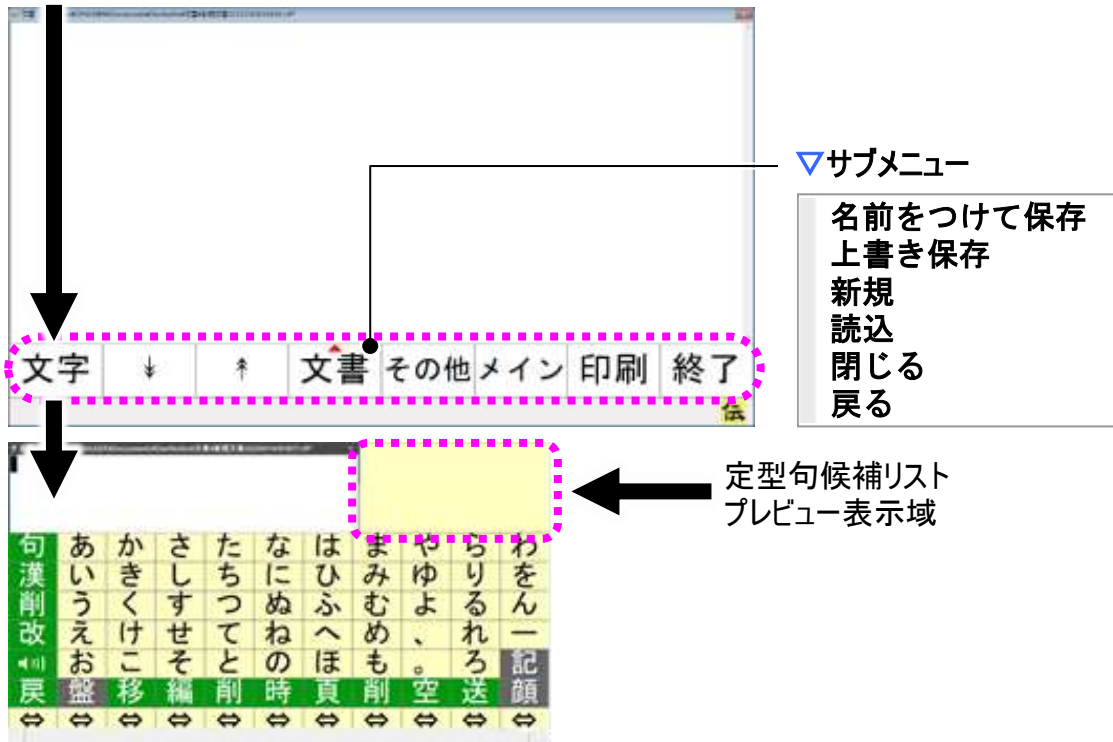 ▽サブメニュー
名前をつけて保存
上書き保存
新規
読込
閉じる
戻る
文字 ↡ ↟ 文書 その他 メイン 印刷 終了
伝
定型句候補リスト
プレビュー表示域
句 あ か さ た な は ま や ら わ
漢 い き し ち に ひ み ゆ り を
削 う く す つ ぬ ふ む よ る ん
改 え け せ て ね へ め 、 れ ー
お こ そ と の ほ も 。 ろ 記
戻 盤 移 編 削 時 頁 削 空 送 顔
⇔ ⇔ ⇔ ⇔ ⇔ ⇔ ⇔ ⇔ ⇔ ⇔ ⇔